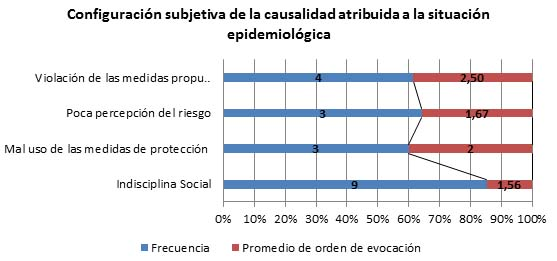 Configuración subjetiva de la causalidad atribuida a la situación
epidemiológica
Violación de las medidas propu..
4
2,50
Poca percepción del riesgo
3
1,67
Mal uso de las medidas de protección
3
2
Indisciplina Social
9
1,56
0% 10% 20% 30% 40% 50% 60% 70% 80% 90% 100%
Frecuencia Promedio de orden de evocación